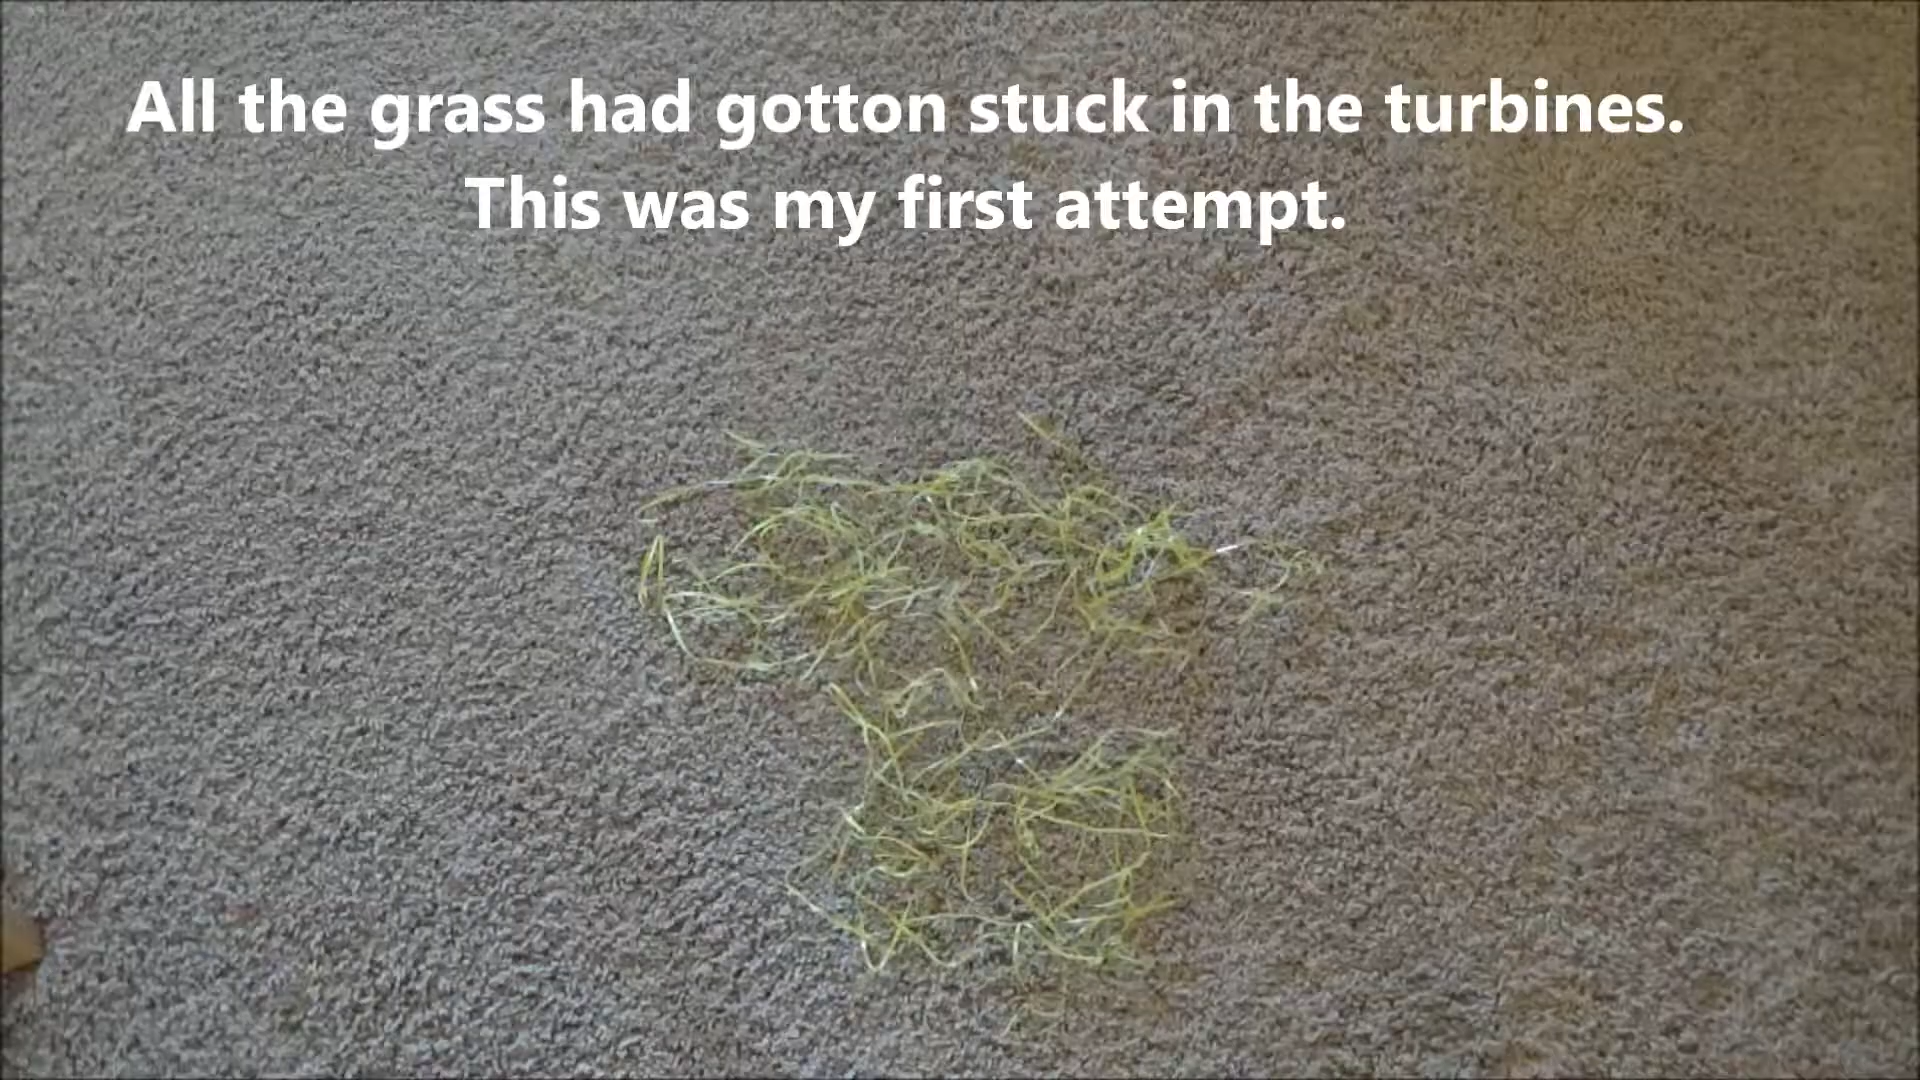 All the grass had gotton stuck in the turbines.
This was my first attempt.